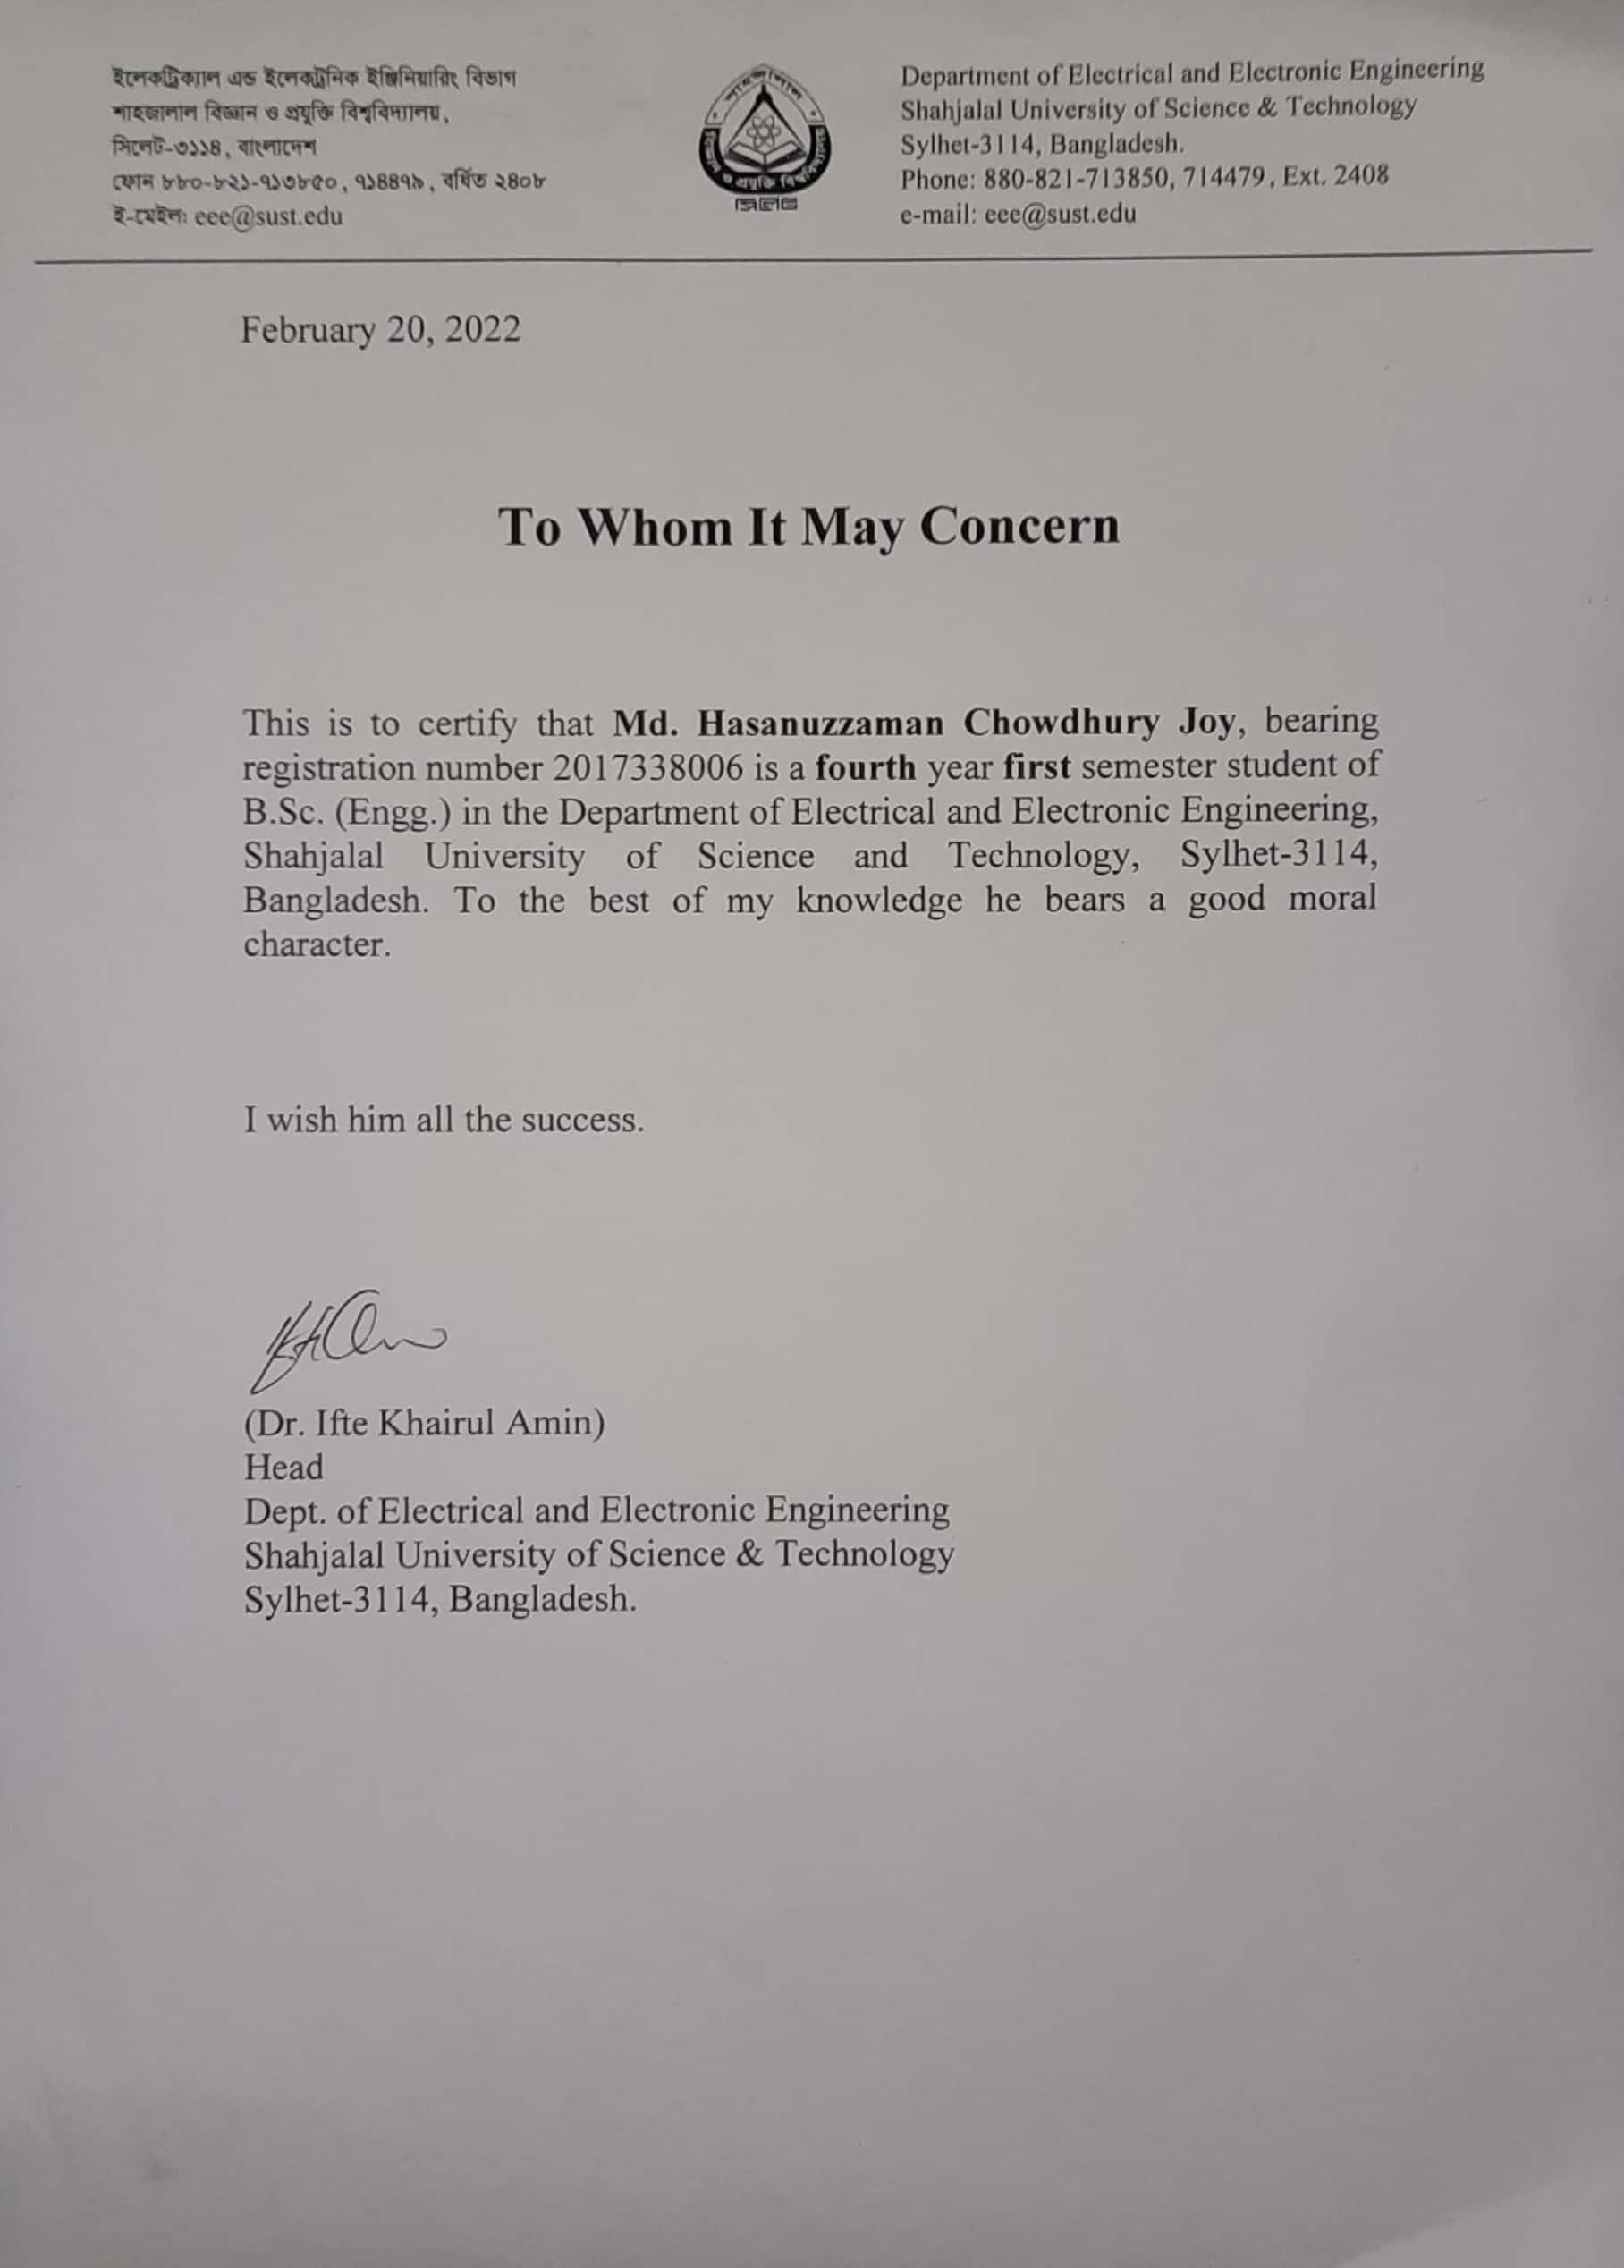 ইলেকট্রিক্যাল এন্ড ইলেকট্রনিক ইঞ্জিনিয়ারিং বিভাগ
শাহজালাল বিজ্ঞান ও প্রযুক্তি বিশ্ববিদ্যালয়,
সিলেট-৩১১৪, বাংলাদেশ
ফোন ৮৮০-৮২১-৭১৩৮৫০, ৭১৪৪৭৯, বর্ধিত ২৪০৮
ই-মেইলঃ eee@sust.edu
শাহজালাল
বিজ্ঞান ও প্রযুক্তি বিশ্ববিদ্যালয়
সিলেট
Department of Electrical and Electronic Engineering
Shahjalal University of Science & Technology
Sylhet-3114, Bangladesh.
Phone: 880-821-713850, 714479, Ext. 2408
e-mail: eee@sust.edu
February 20, 2022
To Whom It May Concern
This is to certify that Md. Hasanuzzaman Chowdhury Joy, bearing
registration number 2017338006 is a fourth year first semester student of
B.Sc. (Engg.) in the Department of Electrical and Electronic Engineering,
Shahjalal University of Science and Technology, Sylhet-3114,
Bangladesh. To the best of my knowledge he bears a good moral
character.
I wish him all the success.
(Dr. Ifte Khairul Amin)
Head
Dept. of Electrical and Electronic Engineering
Shahjalal University of Science & Technology
Sylhet-3114, Bangladesh.